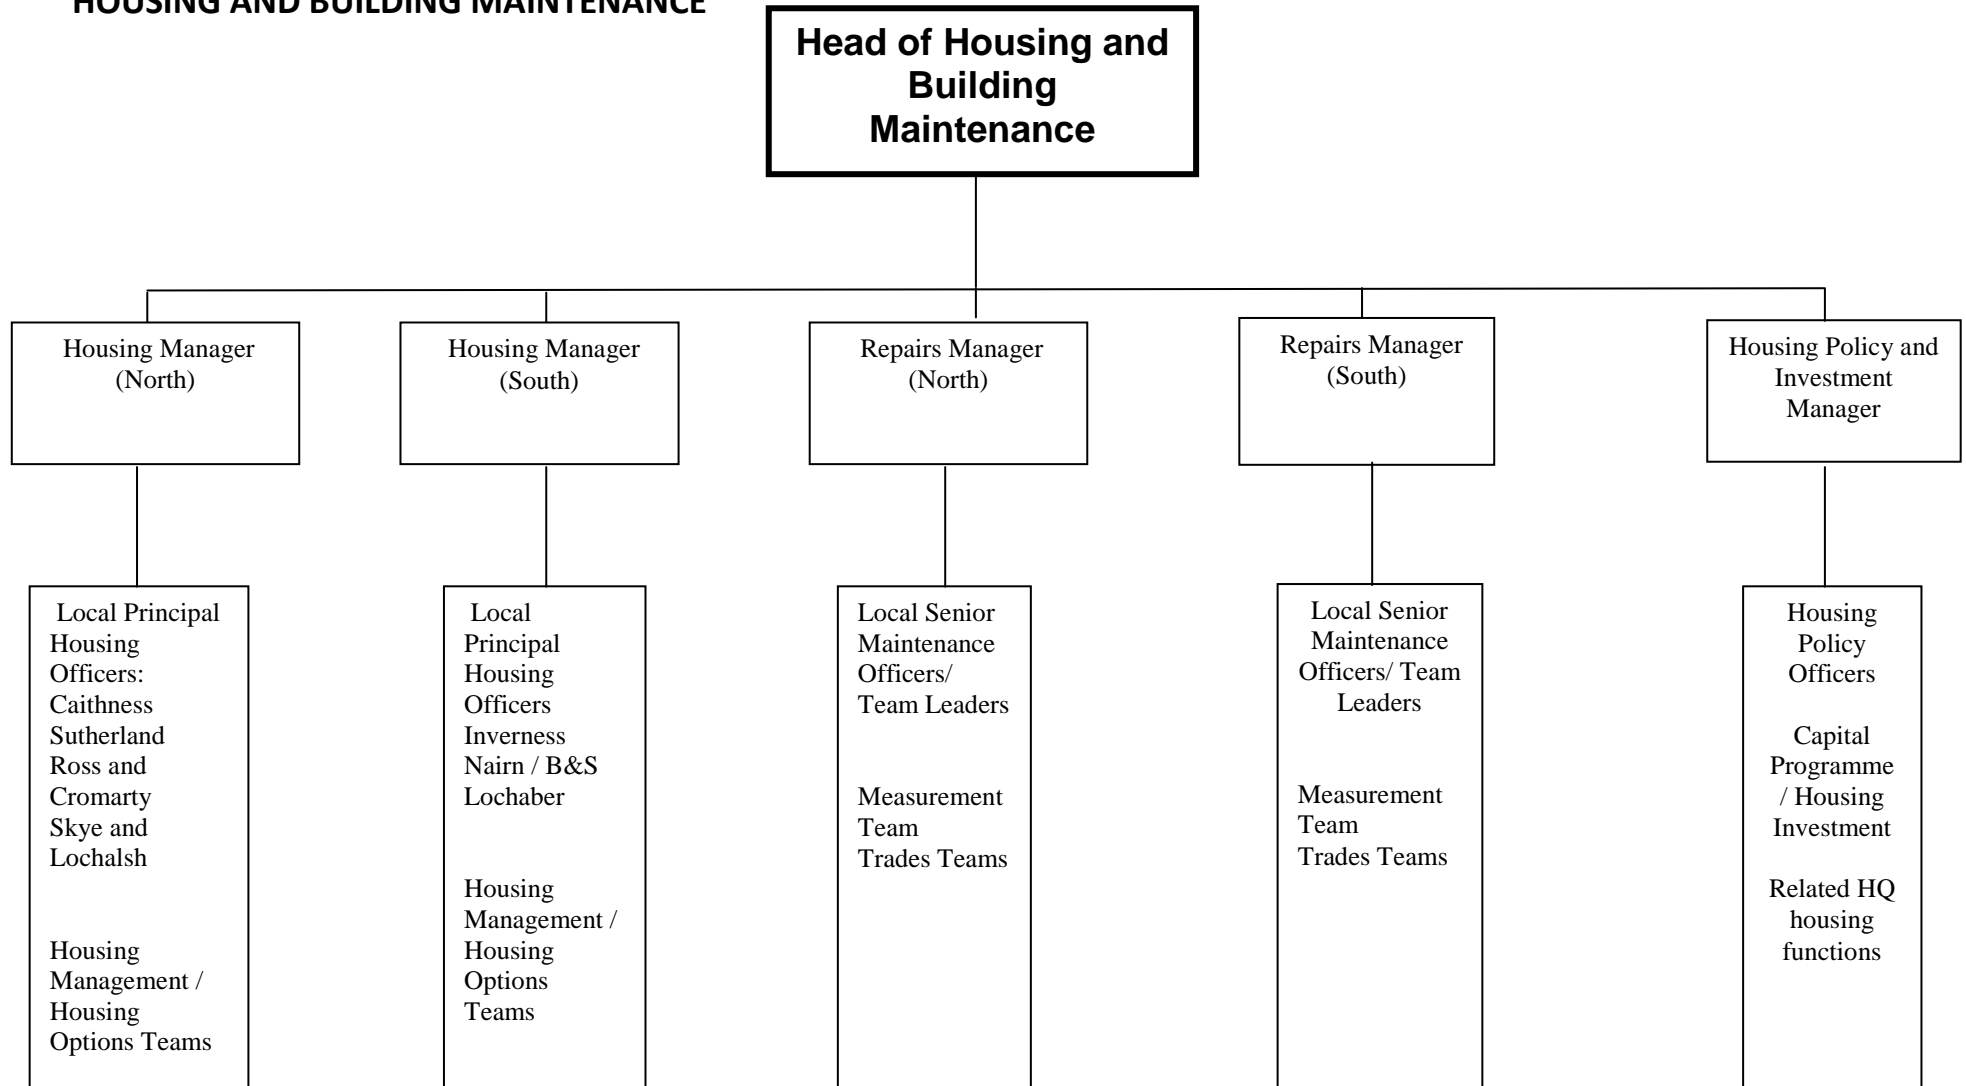 HOUSING AND BUILDING MAINTENANCE
Head of Housing and
Building
Maintenance
Housing Manager
(North)
Housing Manager
(South)
Repairs Manager
(North)
Repairs Manager
(South)
Housing Policy and
Investment
Manager
Local Principal
Housing
Officers:
Caithness
Sutherland
Ross and
Cromarty
Skye and
Lochalsh
Housing
Management /
Housing
Options Teams
Local
Principal
Housing
Officers
Inverness
Nairn / B&S
Lochaber
Housing
Management /
Housing
Options
Teams
Local Senior
Maintenance
Officers/
Team Leaders
Measurement
Team
Trades Teams
Local Senior
Maintenance
Officers/ Team
Leaders
Measurement
Team
Trades Teams
Housing
Policy
Officers
Capital
Programme
/ Housing
Investment
Related HQ
housing
functions